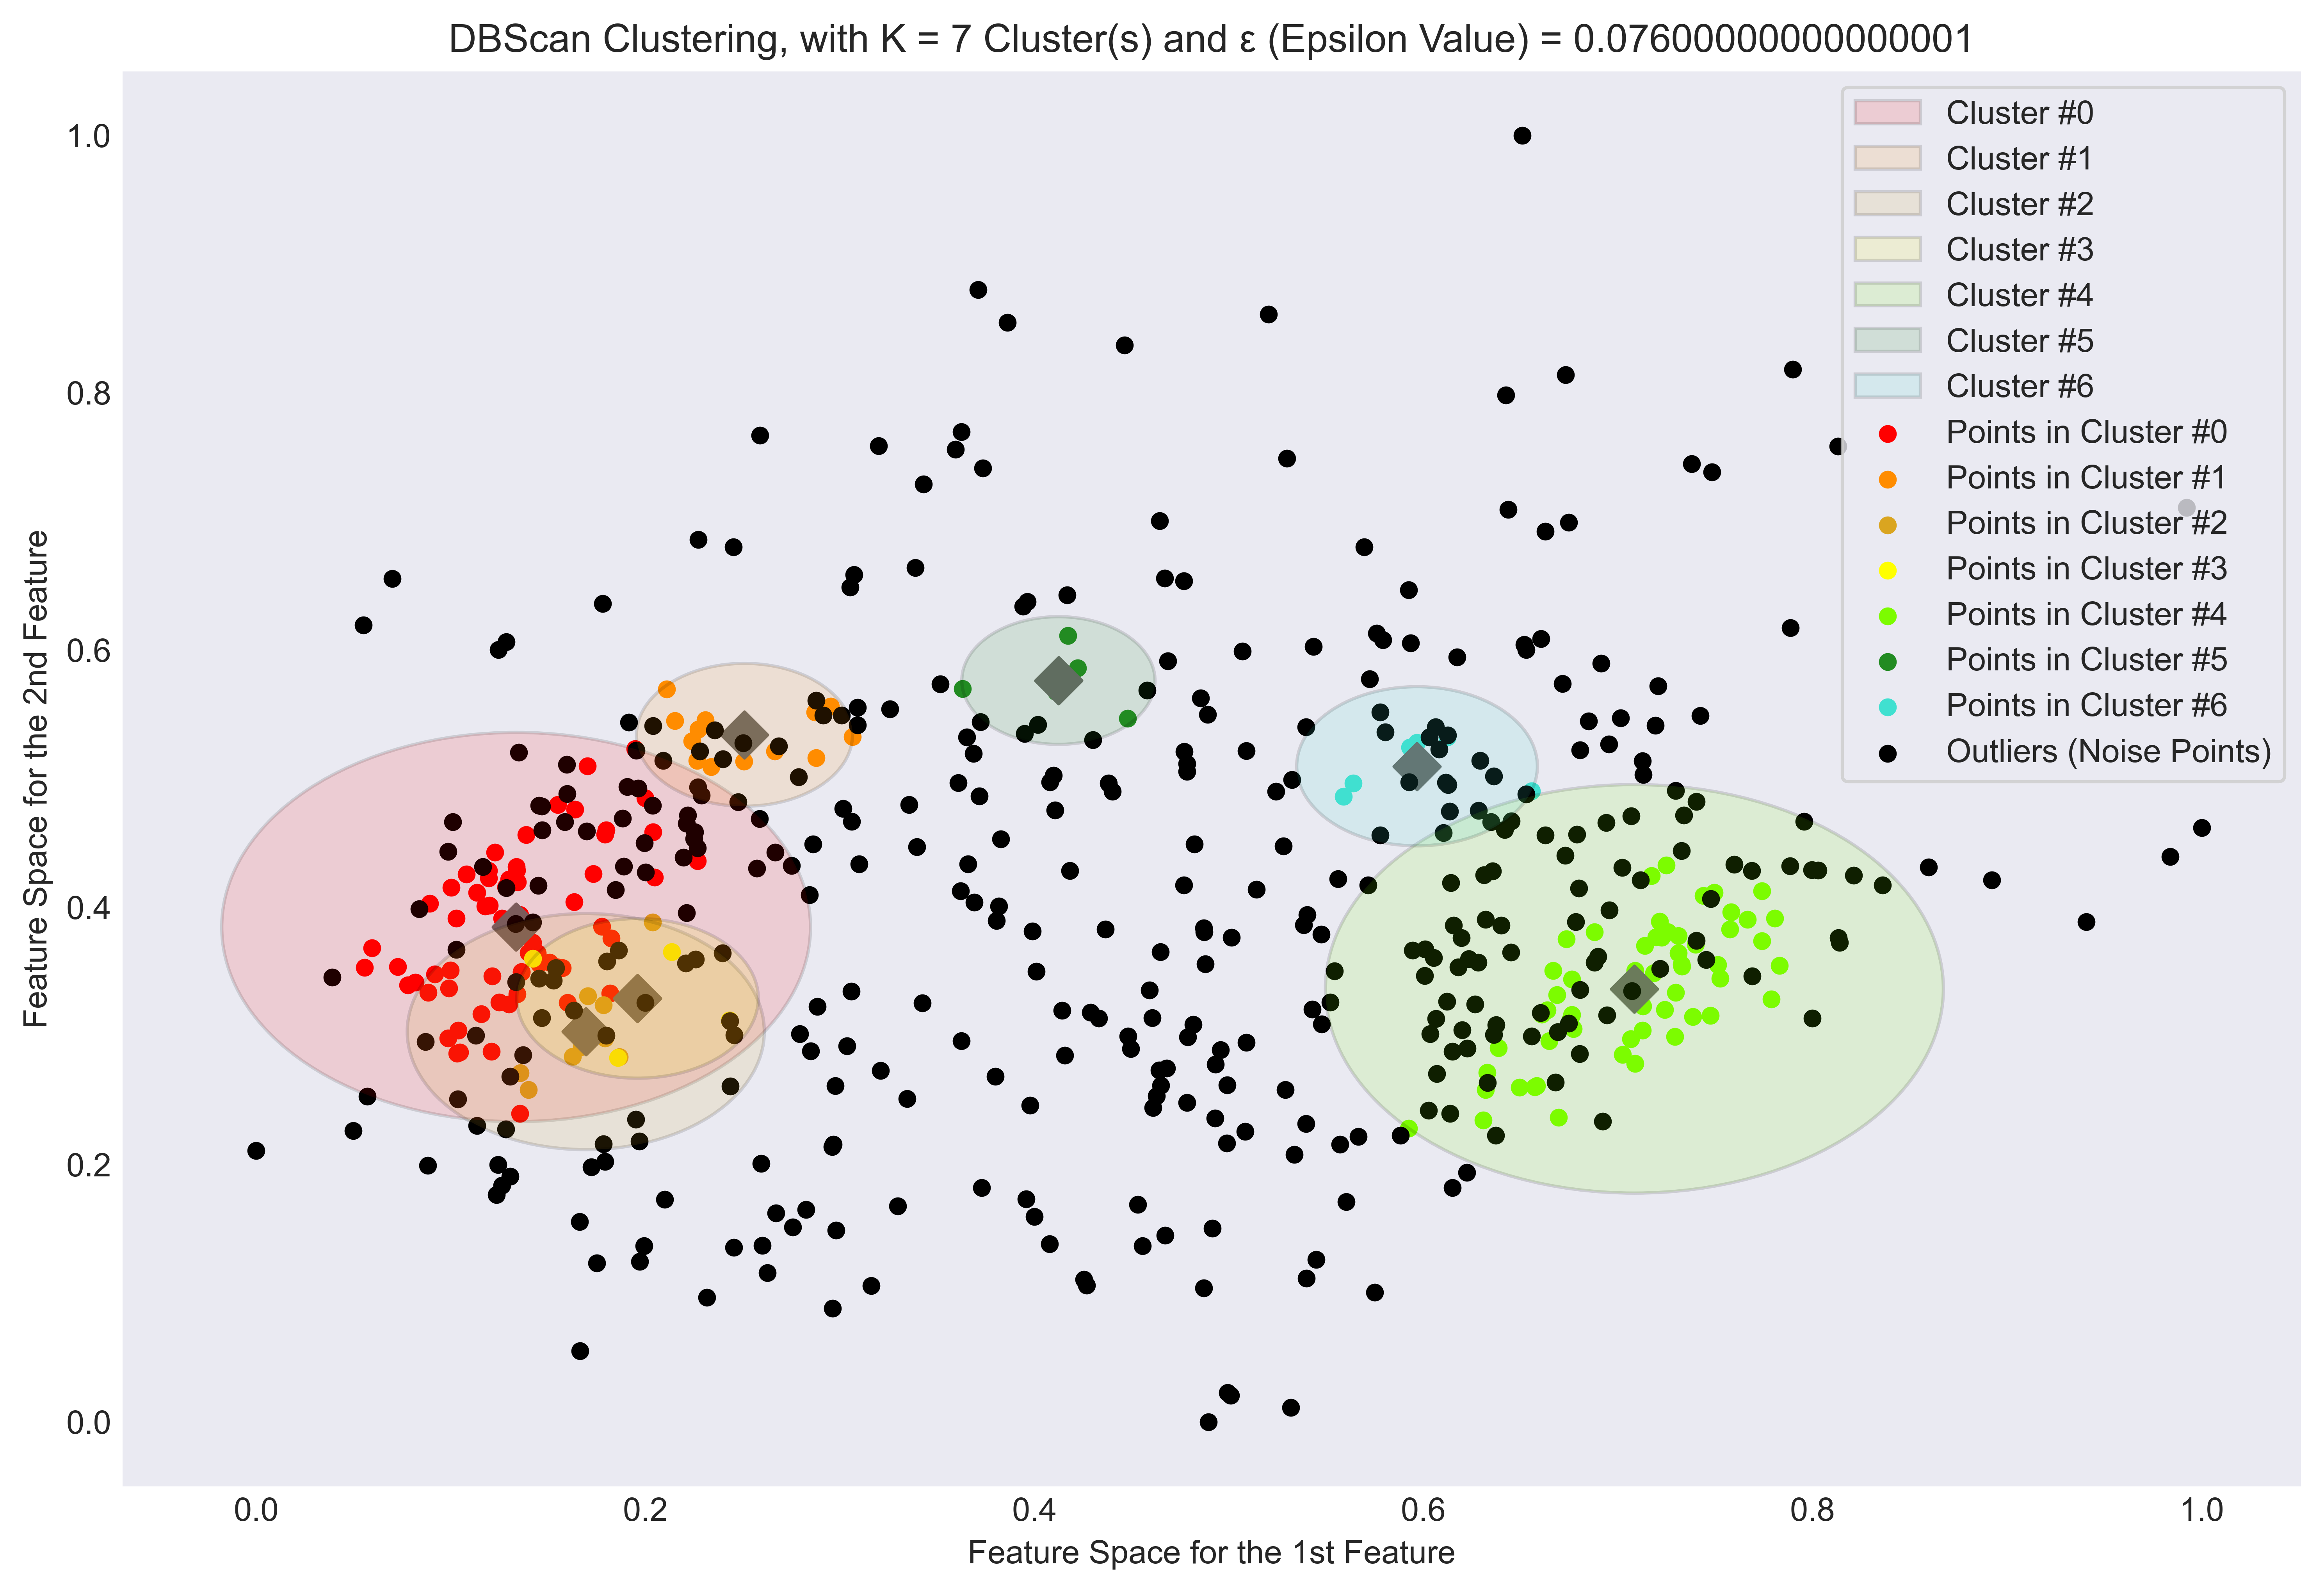 DBScan Clustering, with K = 7 Cluster(s) and ε (Epsilon Value) = 0.07600000000000001
Cluster #0
Cluster #1
Cluster #2
Cluster #3
Cluster #4
Cluster #5
Cluster #6
Points in Cluster #0
Points in Cluster #1
Points in Cluster #2
Points in Cluster #3
Points in Cluster #4
Points in Cluster #5
Points in Cluster #6
Outliers (Noise Points)
1.0
0.8
0.6
0.4
0.2
0.0
Feature Space for the 2nd Feature
0.0 0.2 0.4 0.6 0.8 1.0
Feature Space for the 1st Feature